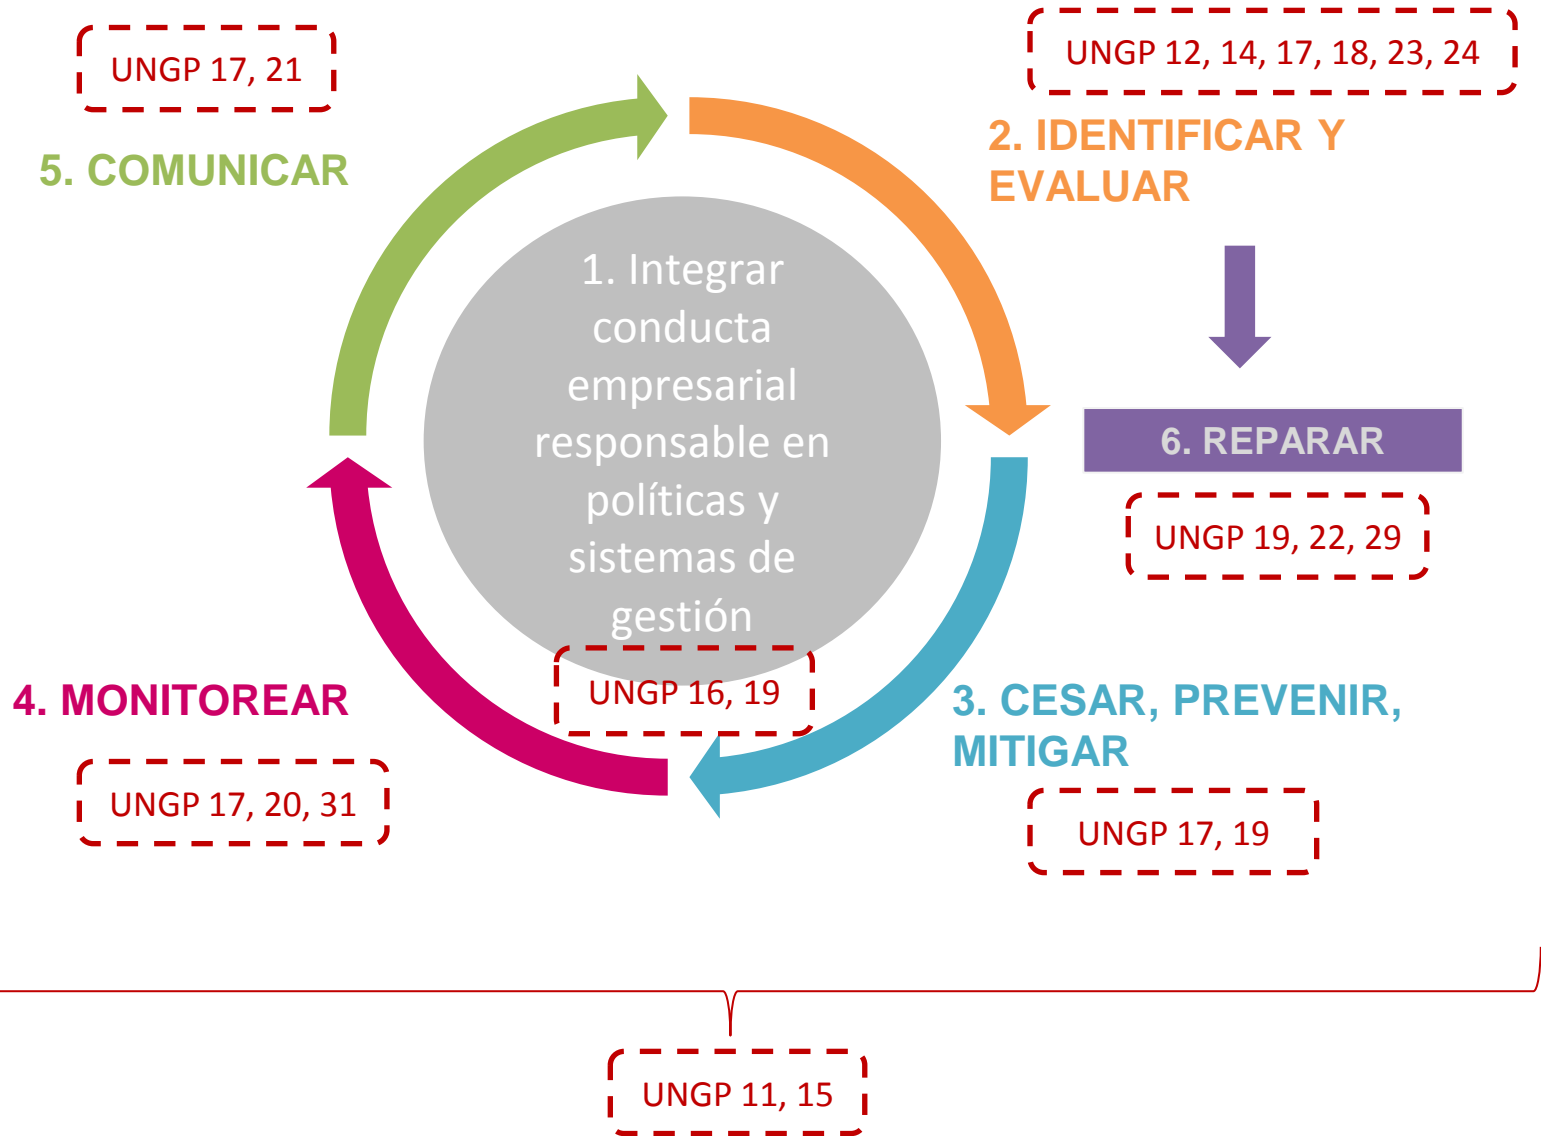 UNGP 17, 21
5. COMUNICAR
UNGP 12, 14, 17, 18, 23, 24
2. IDENTIFICAR Y
EVALUAR
1. Integrar
conducta
empresarial
responsable en
políticas y
sistemas de
gestión
UNGP 16, 19
6. REPARAR
UNGP 19, 22, 29
4. MONITOREAR
UNGP 17, 20, 31
3. CESAR, PREVENIR,
MITIGAR
UNGP 17, 19
UNGP 11, 15